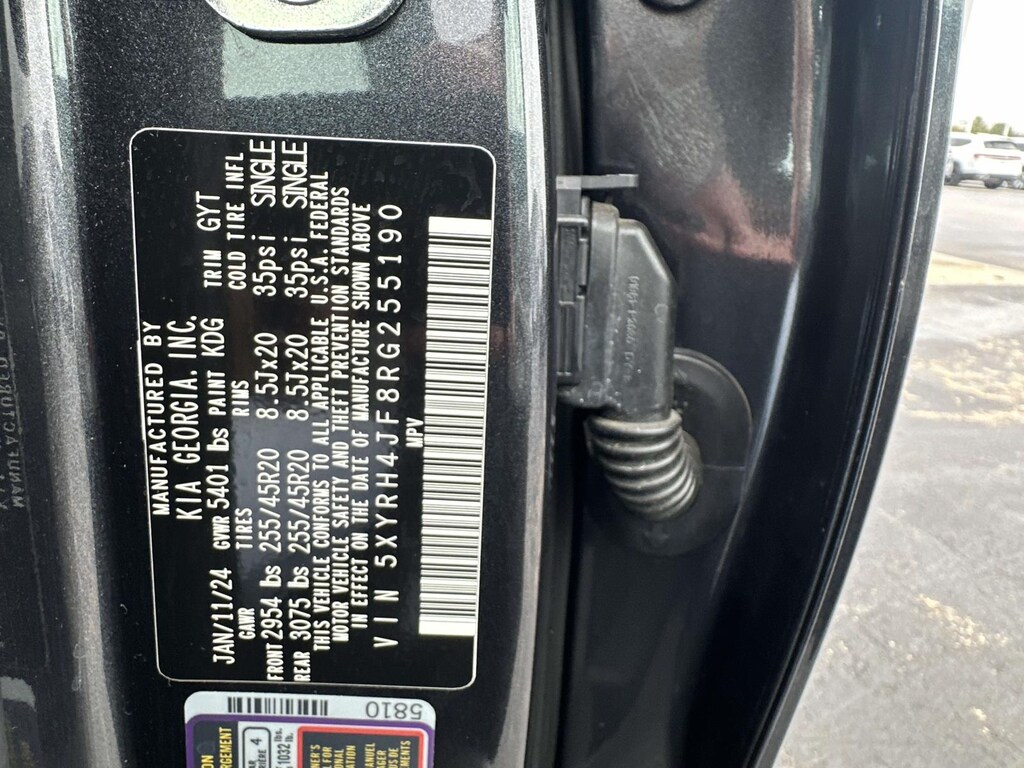 MANUFACTURED BY
KIA GEORGIA. INC.
JAN/11/24 GVWR 5401 lbs PAINT KDG TRIM GYT
GAWR TIRES RIMS COLD TIRE INFL
FRONT 2954 lbs 255/45R20 8.5Jx20 35psi SINGLE
REAR 3075 lbs 255/45R20 8.5Jx20 35psi SINGLE
THIS VEHICLE CONFORMS TO ALL APPLICABLE U.S.A. FEDERAL
MOTOR VEHICLE SAFETY AND THEFT PREVENTION STANDARDS
IN EFFECT ON THE DATE OF MANUFACTURE SHOWN ABOVE
VIN 5XYRH4JF8RG255190
MPV
5810